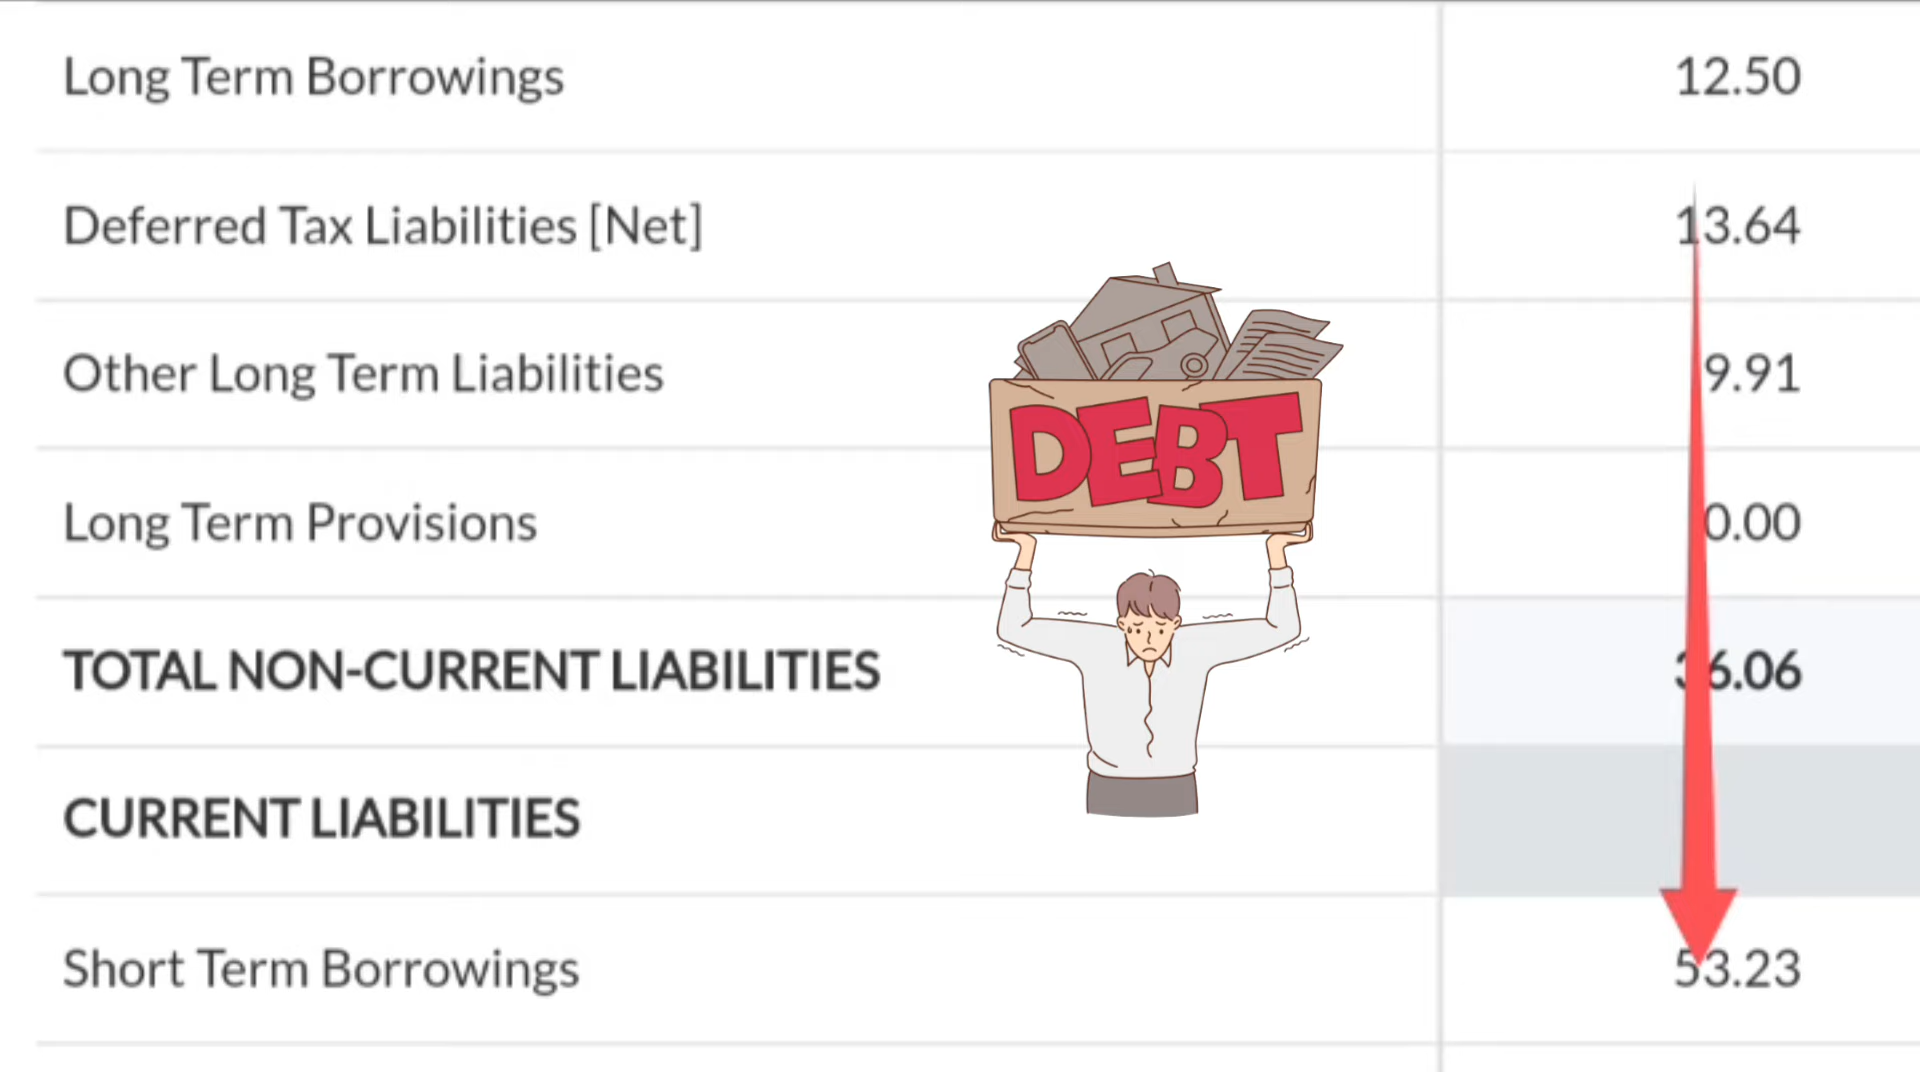 Long Term Borrowings 12.50
Deferred Tax Liabilities [Net] 13.64
Other Long Term Liabilities 9.91
Long Term Provisions 0.00
TOTAL NON-CURRENT LIABILITIES 36.06
CURRENT LIABILITIES
Short Term Borrowings 53.23
DEBT